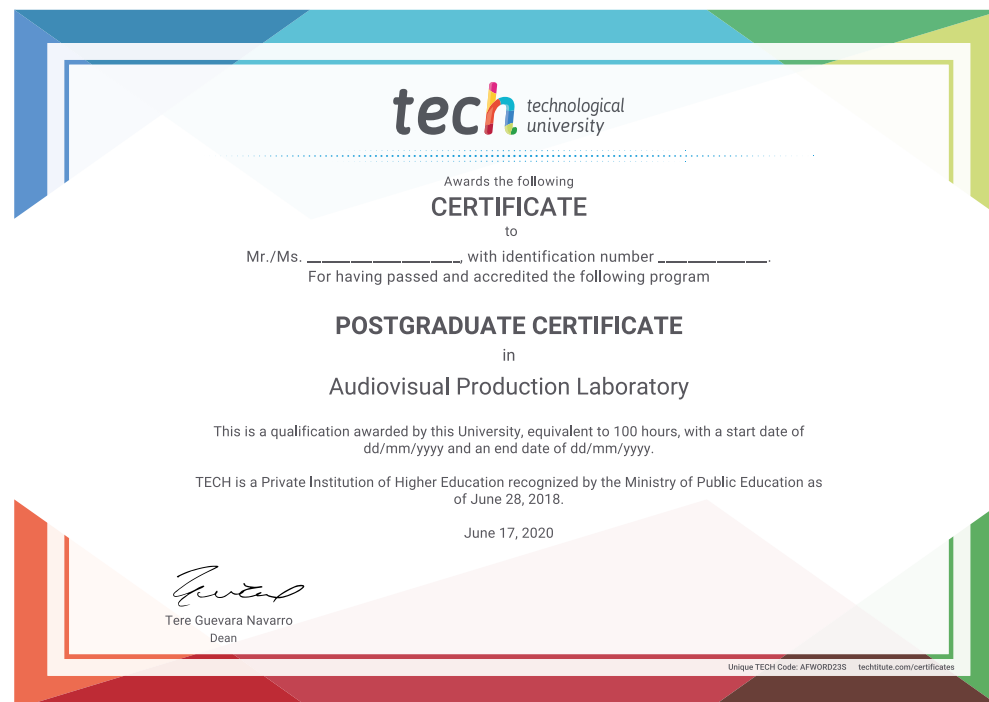 tech technological
university
Awards the following
CERTIFICATE
to
Mr./Ms. _____________________, with identification number _______________.
For having passed and accredited the following program
POSTGRADUATE CERTIFICATE
in
Audiovisual Production Laboratory
This is a qualification awarded by this University, equivalent to 100 hours, with a start date of
dd/mm/yyyy and an end date of dd/mm/yyyy.
TECH is a Private Institution of Higher Education recognized by the Ministry of Public Education as
of June 28, 2018.
June 17, 2020
Tere Guevara Navarro
Dean
Unique TECH Code: AFWORD23S techtitute.com/certificates